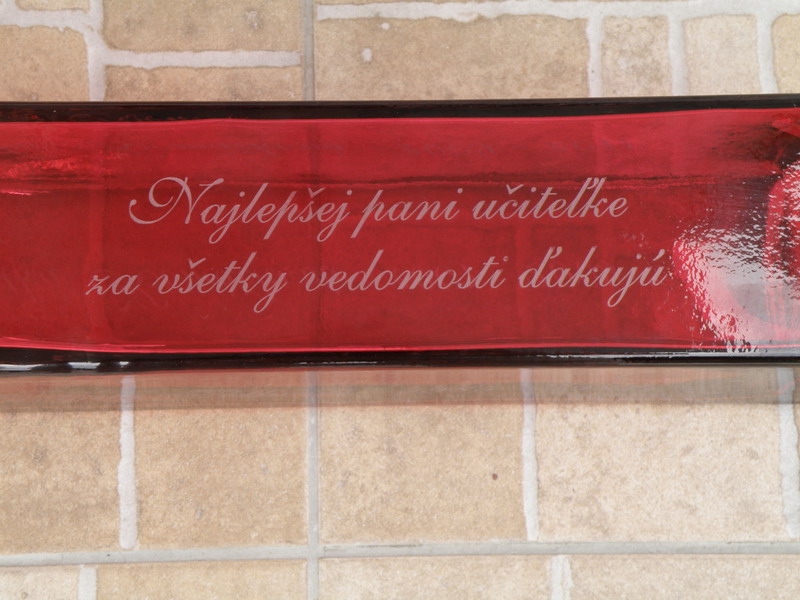 Najlepšej pani učiteľke
za všetky vedomosti ďakujú